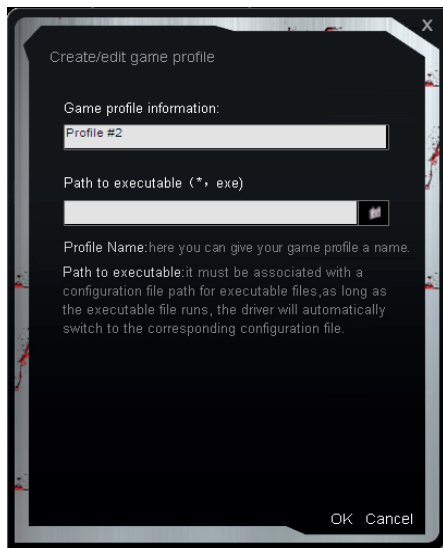 X
Create/edit game profile
Game profile information:
Profile #2
Path to executable (*, exe)
Profile Name:here you can give your game profile a name.
Path to executable:it must be associated with a
configuration file path for executable files,as long as
the executable file runs, the driver will automatically
switch to the corresponding configuration file.
OK Cancel